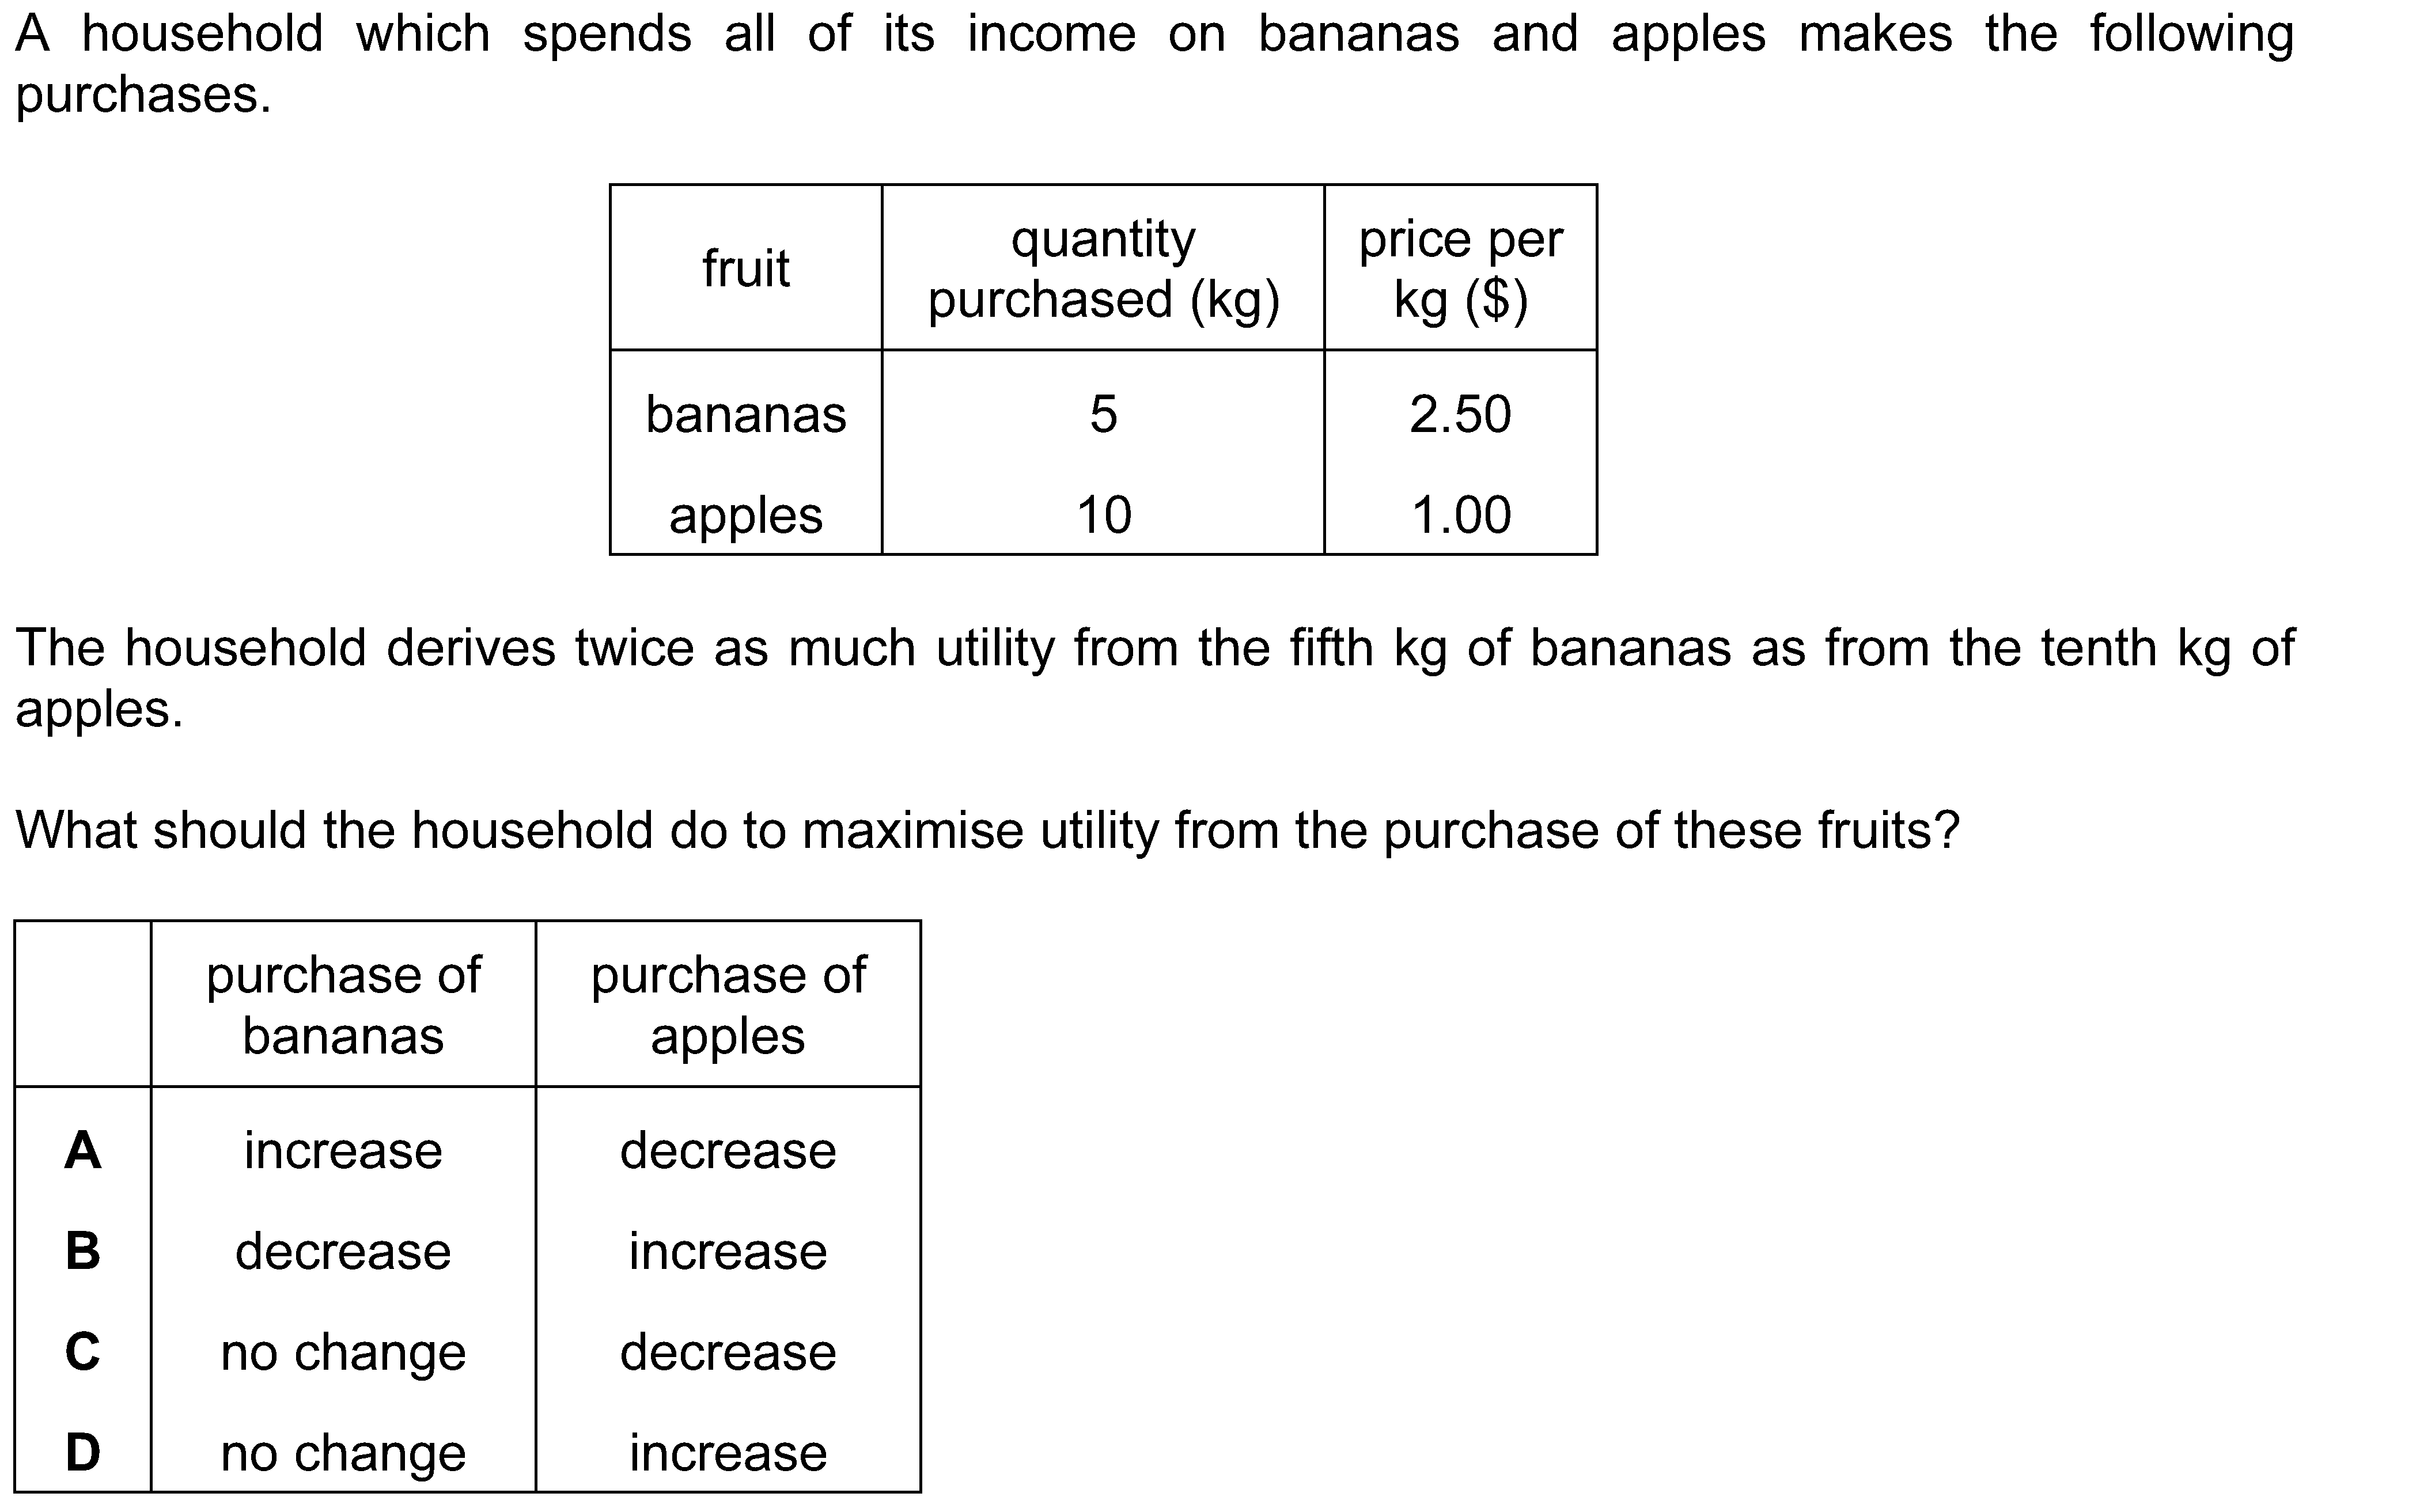 A household which spends all of its income on bananas and apples makes the following
purchases.
fruit quantity purchased (kg) price per kg ($)
bananas 5 2.50
apples 10 1.00
The household derives twice as much utility from the fifth kg of bananas as from the tenth kg of
apples.
What should the household do to maximise utility from the purchase of these fruits?
purchase of bananas purchase of apples
A increase decrease
B decrease increase
C no change decrease
D no change increase